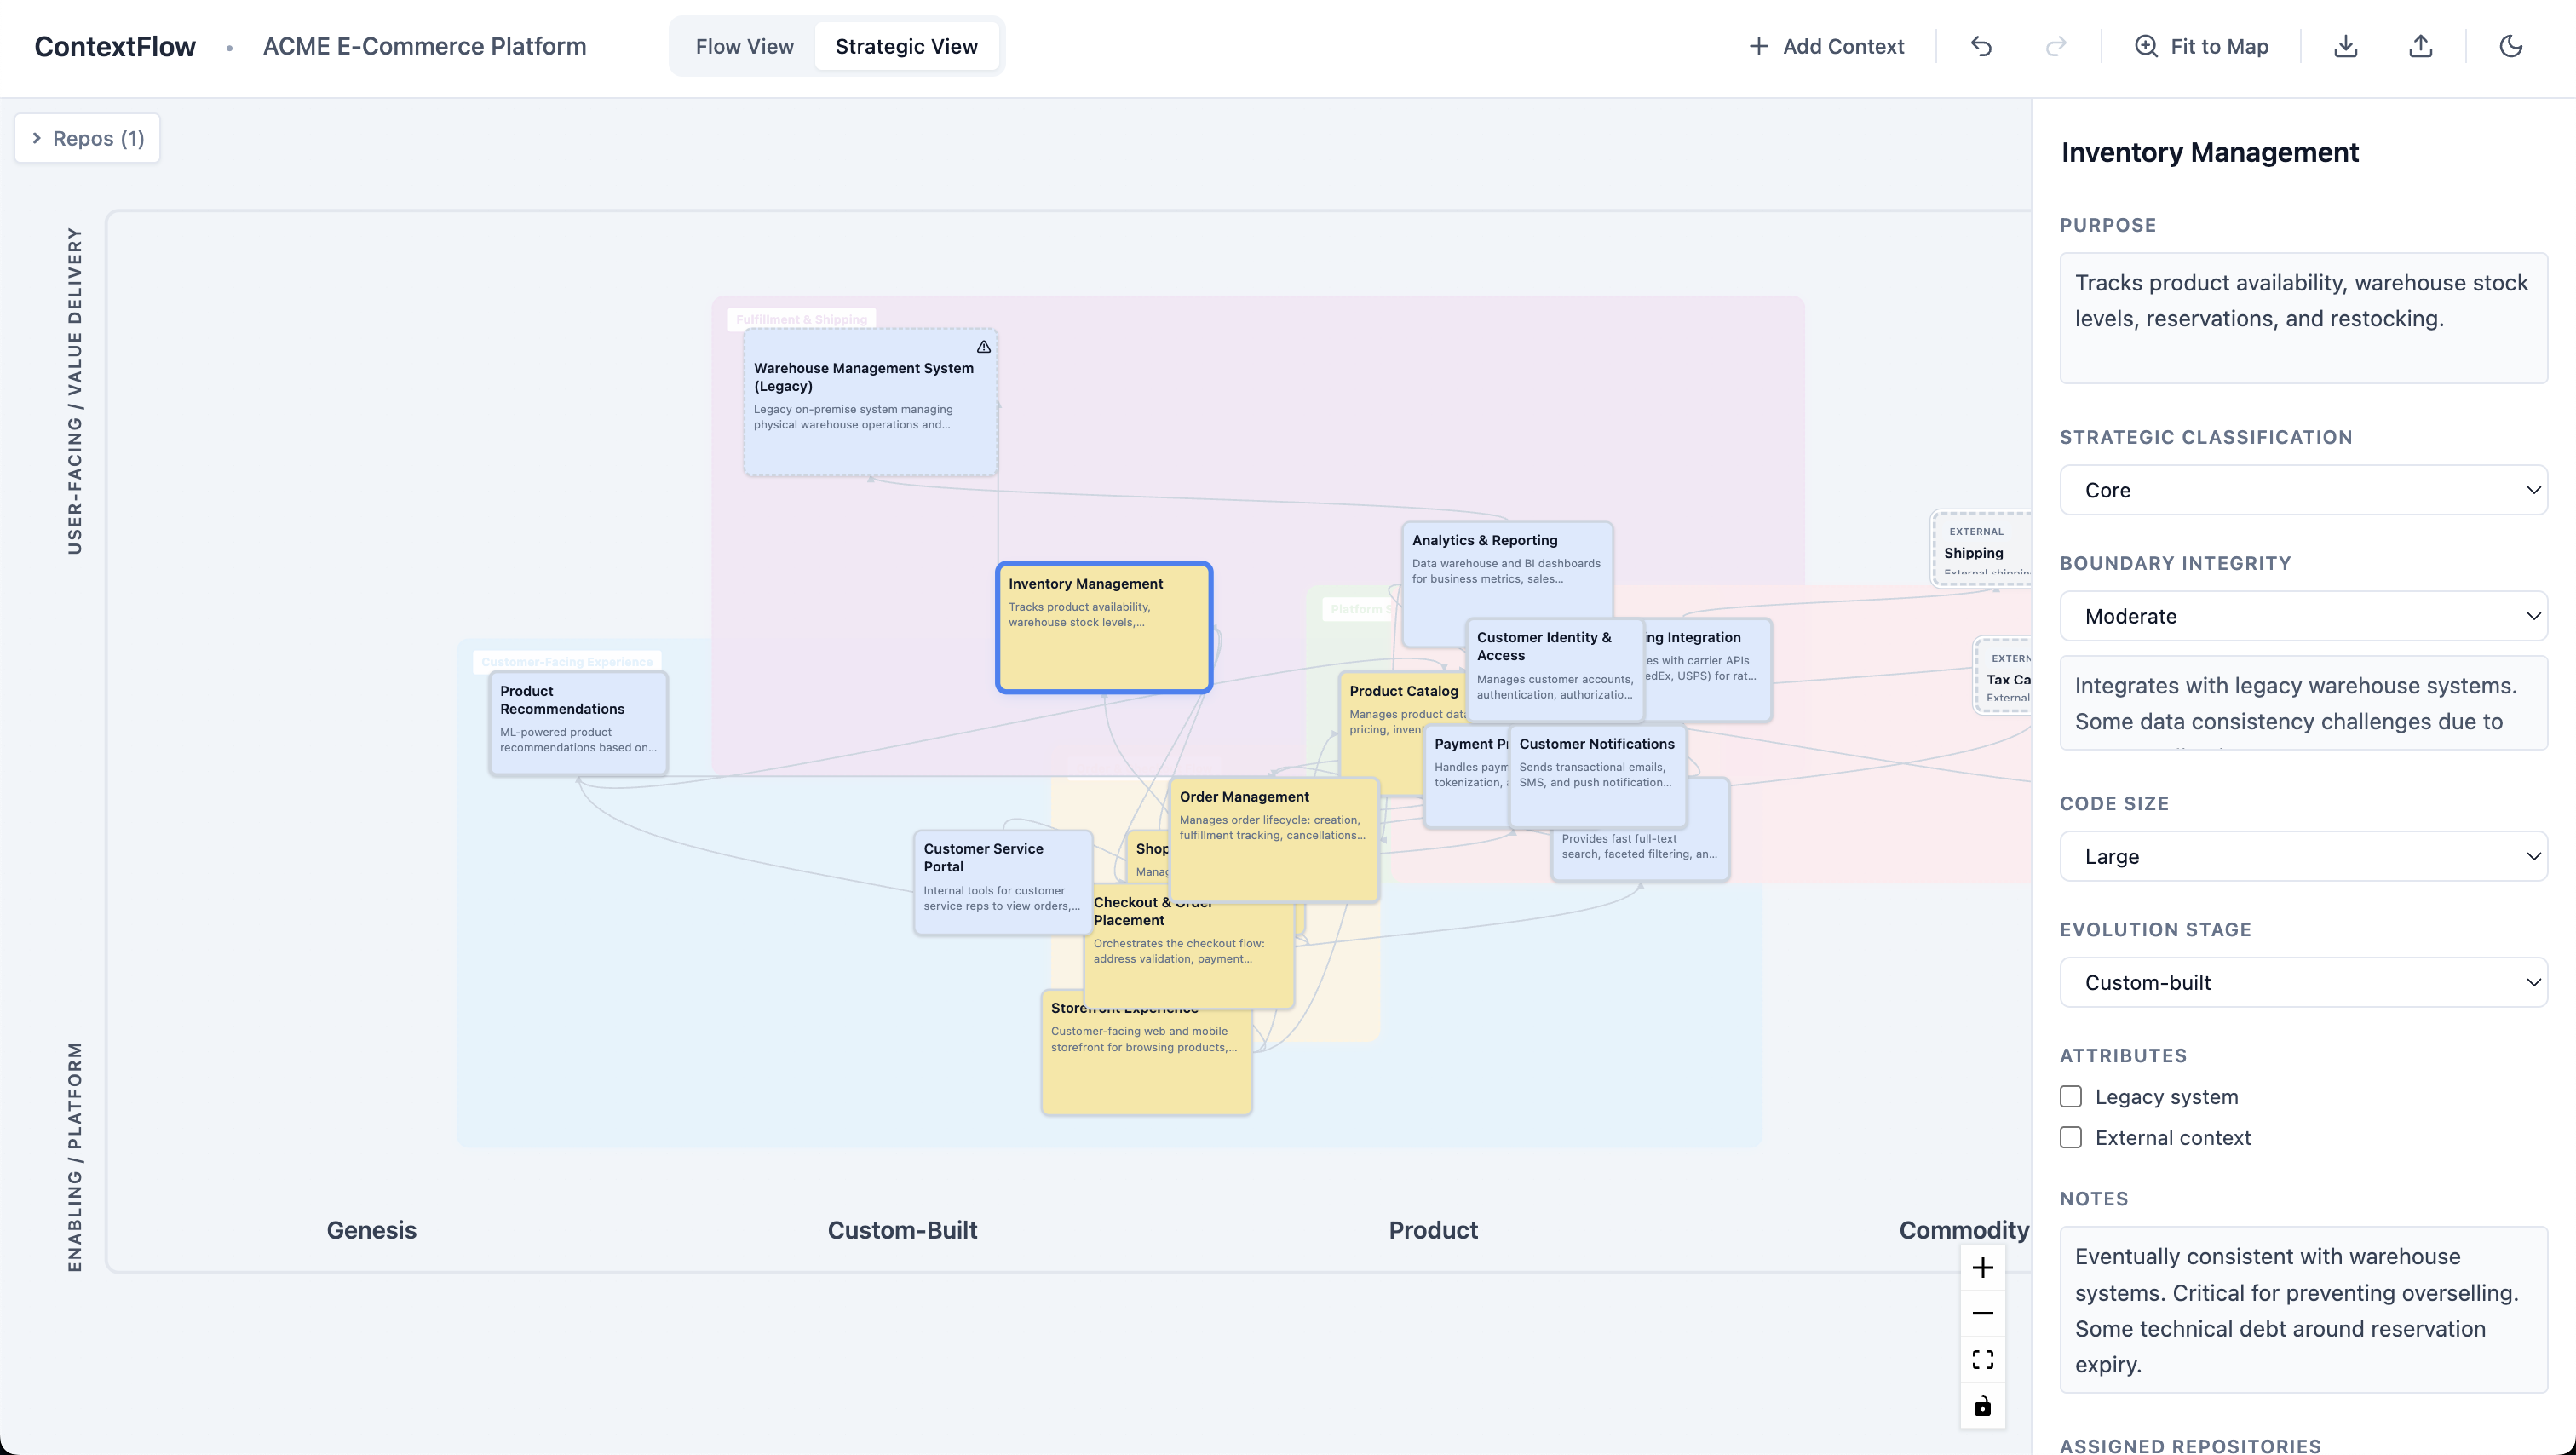 ContextFlow • ACME E-Commerce Platform
Flow View
Strategic View
+ Add Context
Fit to Map
Repos (1)
USER-FACING / VALUE DELIVERY
ENABLING / PLATFORM
Fulfillment & Shipping
Warehouse Management System
(Legacy)
Legacy on-premise system managing
physical warehouse operations and...
Inventory Management
Tracks product availability,
warehouse stock levels,...
Analytics & Reporting
Data warehouse and BI dashboards
for business metrics, sales...
EXTERNAL
Shipping
External shippin
Platform S
Customer Identity &
Access
Manages customer accounts,
authentication, authorizatio...
ng Integration
es with carrier APIs
edEx, USPS) for rat...
EXTERN
Tax Ca
External
Customer-Facing Experience
Product
Recommendations
ML-powered product
recommendations based on...
Product Catalog
Manages product data
pricing, invent
Payment Pr
Handles paym
tokenization,
Customer Notifications
Sends transactional emails,
SMS, and push notification...
Provides fast full-text
search, faceted filtering, an...
Order Management
Manages order lifecycle: creation,
fulfillment tracking, cancellations...
Customer Service
Portal
Internal tools for customer
service reps to view orders,...
Shop
Manag
Checkout & Order
Placement
Orchestrates the checkout flow:
address validation, payment...
Storefront Experience
Customer-facing web and mobile
storefront for browsing products,...
Genesis
Custom-Built
Product
Commodity
Inventory Management
PURPOSE
Tracks product availability, warehouse stock
levels, reservations, and restocking.
STRATEGIC CLASSIFICATION
Core
BOUNDARY INTEGRITY
Moderate
Integrates with legacy warehouse systems.
Some data consistency challenges due to
CODE SIZE
Large
EVOLUTION STAGE
Custom-built
ATTRIBUTES
Legacy system
External context
NOTES
Eventually consistent with warehouse
systems. Critical for preventing overselling.
Some technical debt around reservation
expiry.
ASSIGNED REPOSITORIES